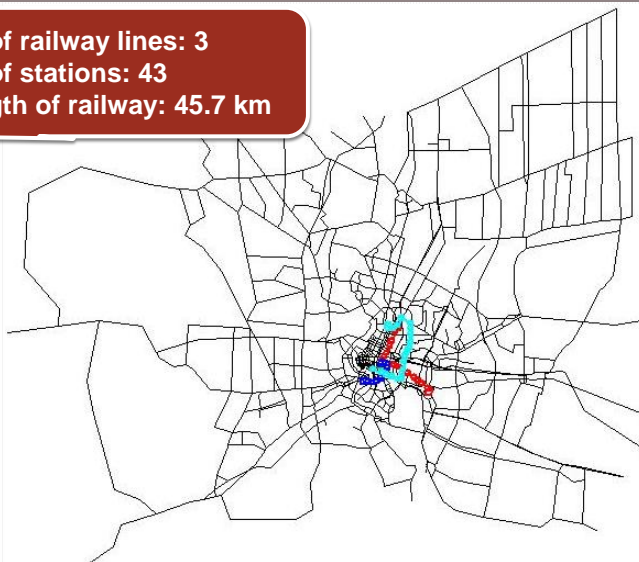 of railway lines: 3
of stations: 43
gth of railway: 45.7 km